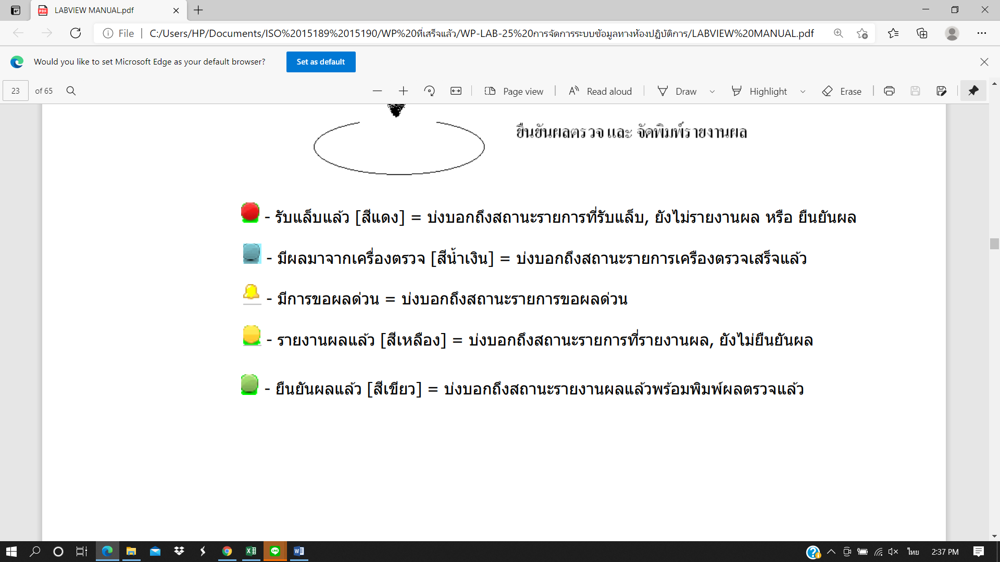 LABVIEW MANUAL.pdf
File
C:/Users/HP/Documents/ISO%2015189%2015190/WP%20ที่เสร็จแล้ว/WP-LAB-25%20การจัดการระบบข้อมูลทางห้องปฏิบัติการ/LABVIEW%20MANUAL.pdf
Would you like to set Microsoft Edge as your default browser?
Set as default
23 of 65
Page view
Read aloud
Draw
Highlight
Erase
ยืนยันผลตรวจ และ จัดพิมพ์รายงานผล
- รับแล็บแล้ว [สีแดง] = บ่งบอกถึงสถานะรายการที่รับแล็บ, ยังไม่รายงานผล หรือ ยืนยันผล
- มีผลมาจากเครื่องตรวจ [สีน้ำเงิน] = บ่งบอกถึงสถานะรายการเครืองตรวจเสร็จแล้ว
- มีการขอผลด่วน = บ่งบอกถึงสถานะรายการขอผลด่วน
- รายงานผลแล้ว [สีเหลือง] = บ่งบอกถึงสถานะรายการที่รายงานผล, ยังไม่ยืนยันผล
- ยืนยันผลแล้ว [สีเขียว] = บ่งบอกถึงสถานะรายงานผลแล้วพร้อมพิมพ์ผลตรวจแล้ว
ไทย
2:37 PM